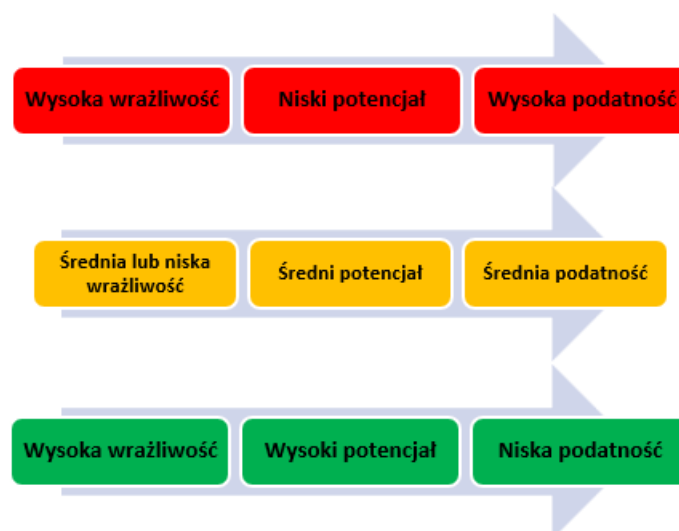 Wysoka wrażliwość
Niski potencjał
Wysoka podatność
Średnia lub niska
wrażliwość
Średni potencjał
Średnia podatność
Wysoka wrażliwość
Wysoki potencjał
Niska podatność